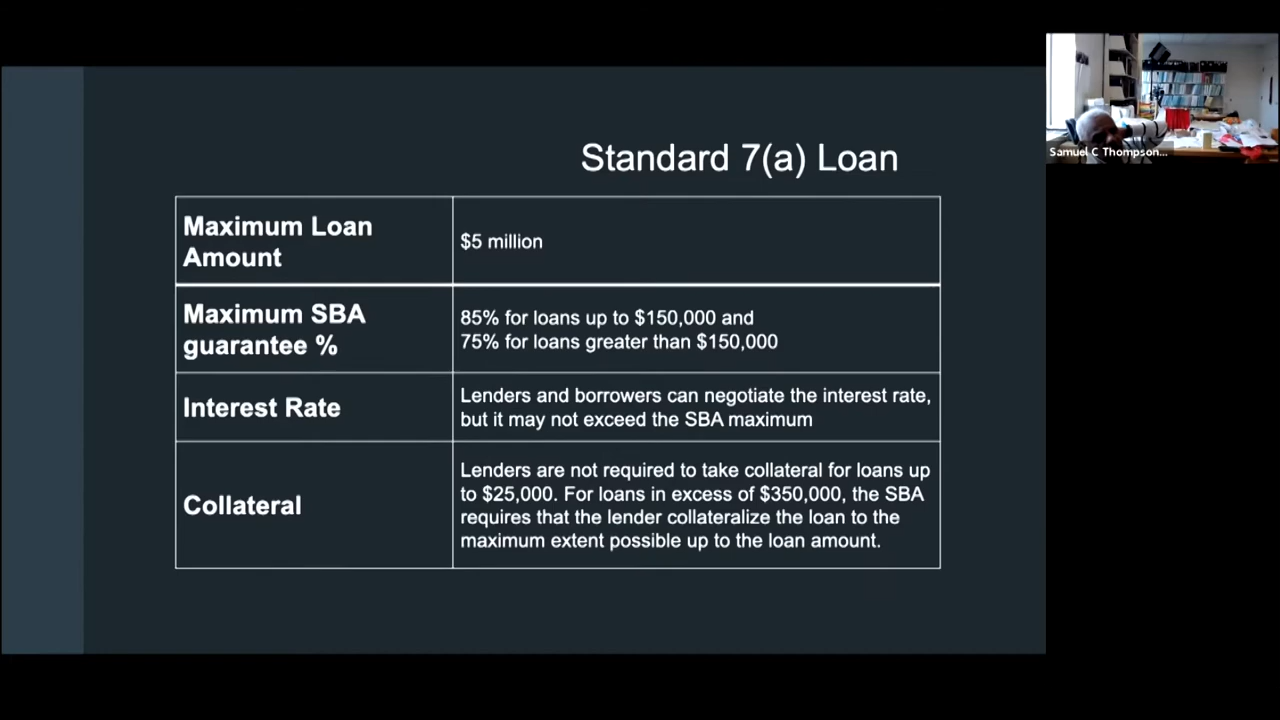 Standard 7(a) Loan
Maximum Loan
Amount
$5 million
Maximum SBA
guarantee %
85% for loans up to $150,000 and
75% for loans greater than $150,000
Interest Rate
Lenders and borrowers can negotiate the interest rate,
but it may not exceed the SBA maximum
Collateral
Lenders are not required to take collateral for loans up
to $25,000. For loans in excess of $350,000, the SBA
requires that the lender collateralize the loan to the
maximum extent possible up to the loan amount.
Samuel C Thompson...